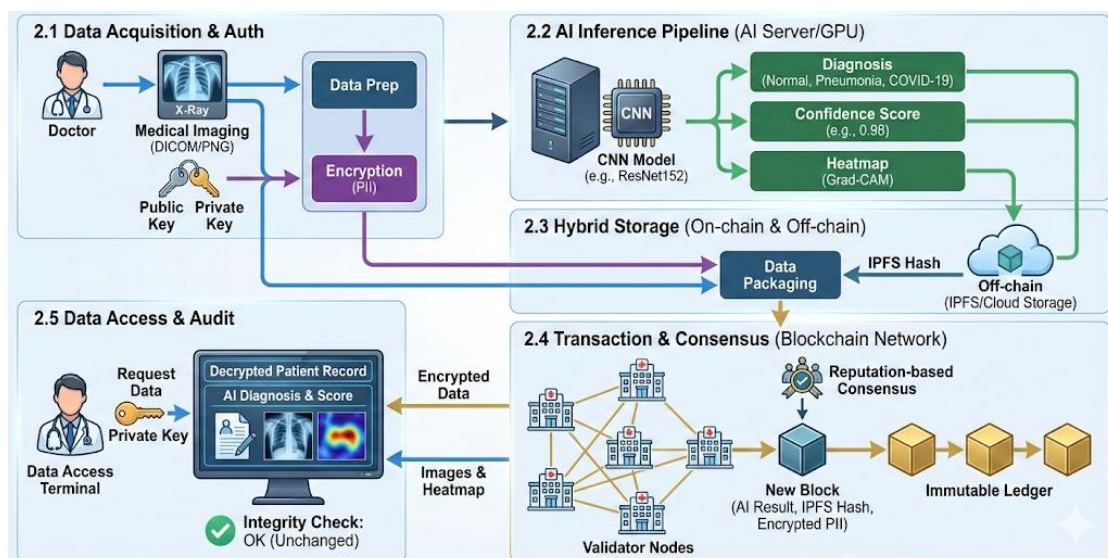 2.1 Data Acquisition & Auth
Doctor
X-Ray
Medical Imaging
(DICOM/PNG)
Public
Key
Private
Key
Data Prep
Encryption
(PII)
2.2 AI Inference Pipeline (AI Server/GPU)
CNN
CNN Model
(e.g., ResNet152)
Diagnosis
(Normal, Pneumonia, COVID-19)
Confidence Score
(e.g., 0.98)
Heatmap
(Grad-CAM)
2.3 Hybrid Storage (On-chain & Off-chain)
Data
Packaging
IPFS Hash
Off-chain
(IPFS/Cloud Storage)
2.4 Transaction & Consensus (Blockchain Network)
Reputation-based
Consensus
Validator Nodes
New Block
(AI Result, IPFS Hash,
Encrypted PII)
Immutable Ledger
2.5 Data Access & Audit
Request
Data
Private Key
Data Access
Terminal
Decrypted Patient Record
AI Diagnosis & Score
Encrypted
Data
Images &
Heatmap
Integrity Check:
OK (Unchanged)